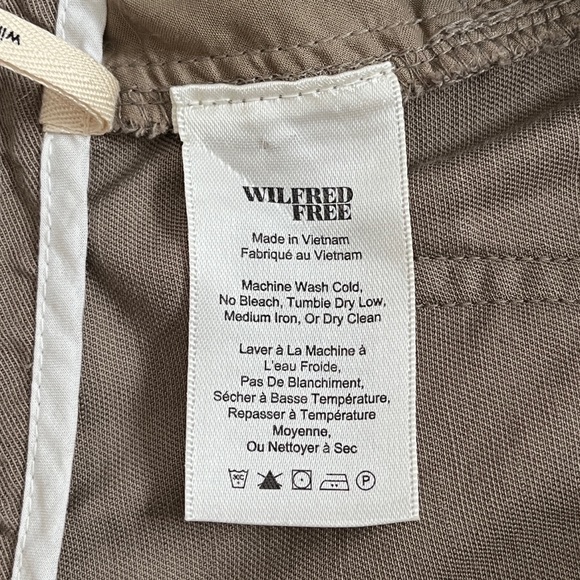 WILFRED
FREE
Made in Vietnam
Fabriqué au Vietnam
Machine Wash Cold,
No Bleach, Tumble Dry Low,
Medium Iron, Or Dry Clean
Laver à La Machine à
L'eau Froide,
Pas De Blanchiment,
Sécher à Basse Température,
Repasser à Température
Moyenne,
Ou Nettoyer à Sec
30C
P